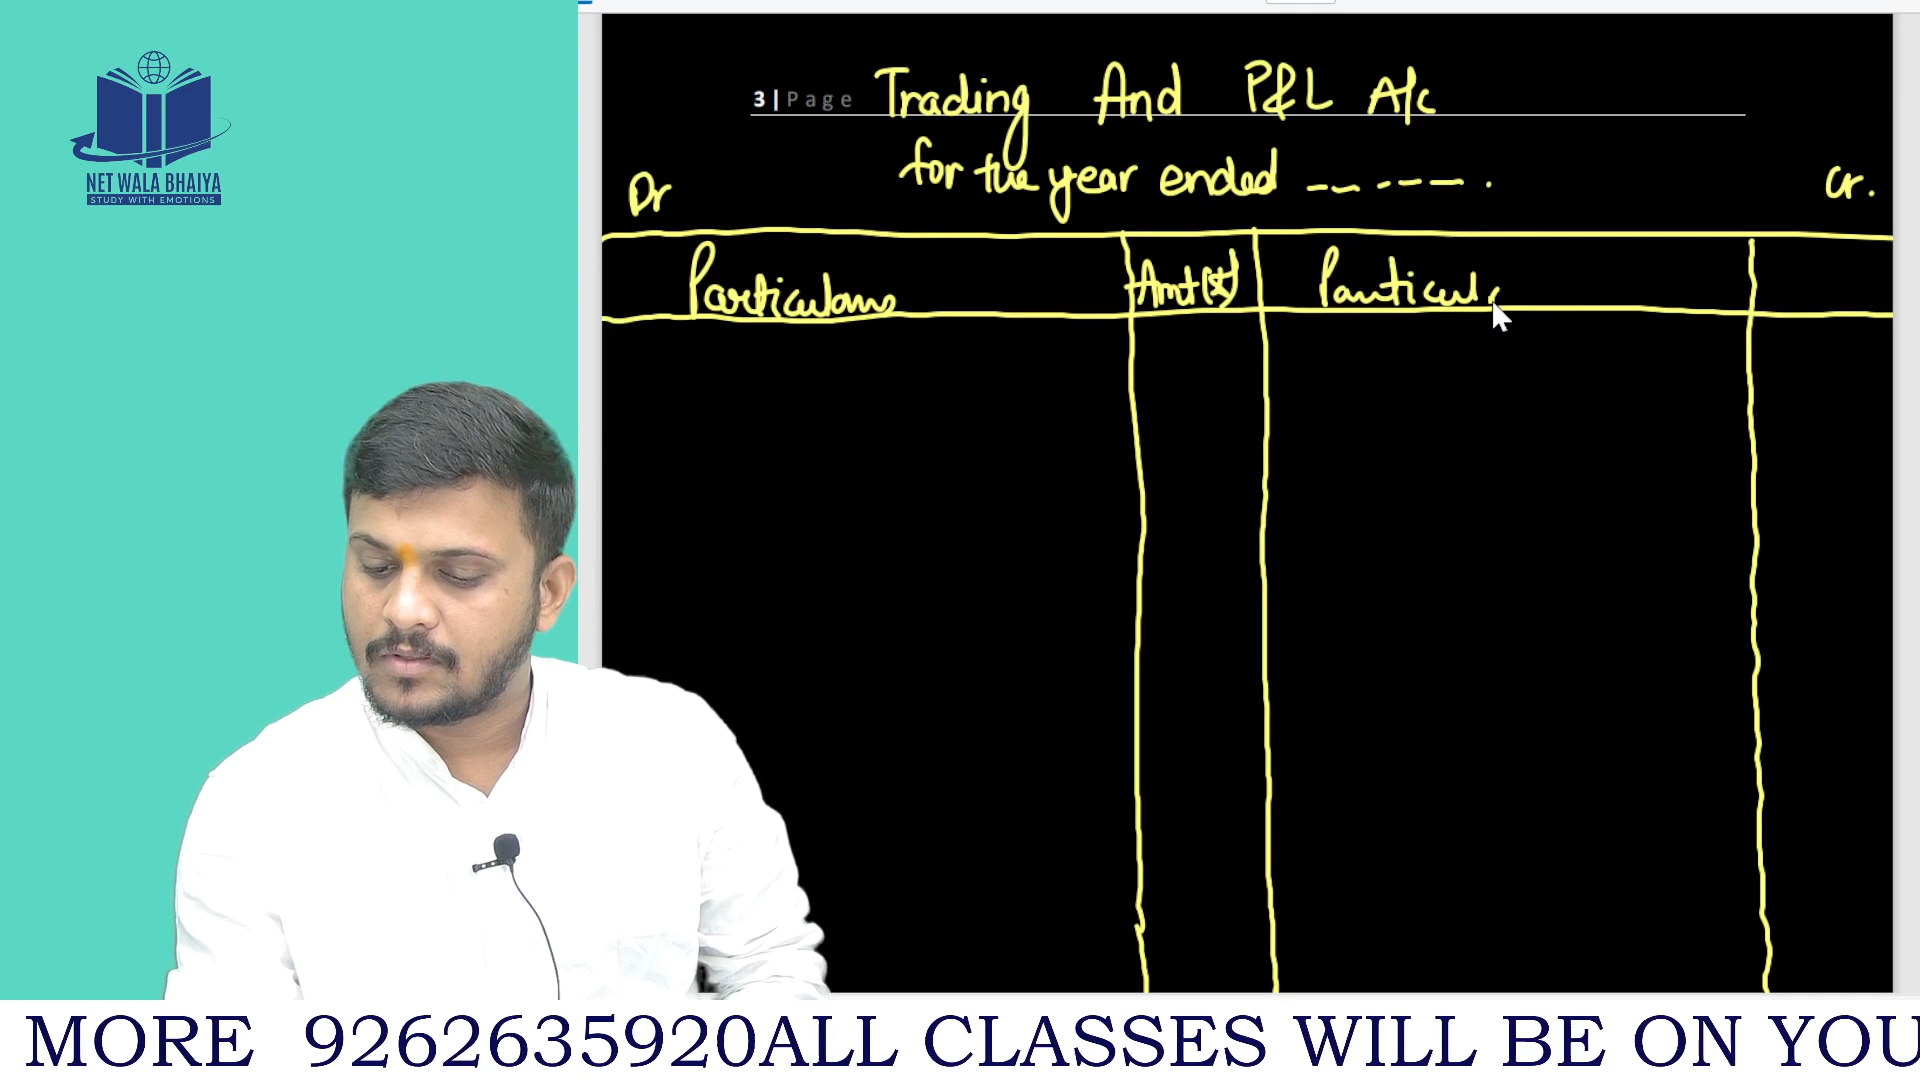 NET WALA BHAIYA
STUDY WITH EMOTIONS
3 | Page
Trading And P&L A/c
for the year ended ------.
Dr
Cr.
Particulars Amt(₹) Particul
MORE 9262635920ALL CLASSES WILL BE ON YOU